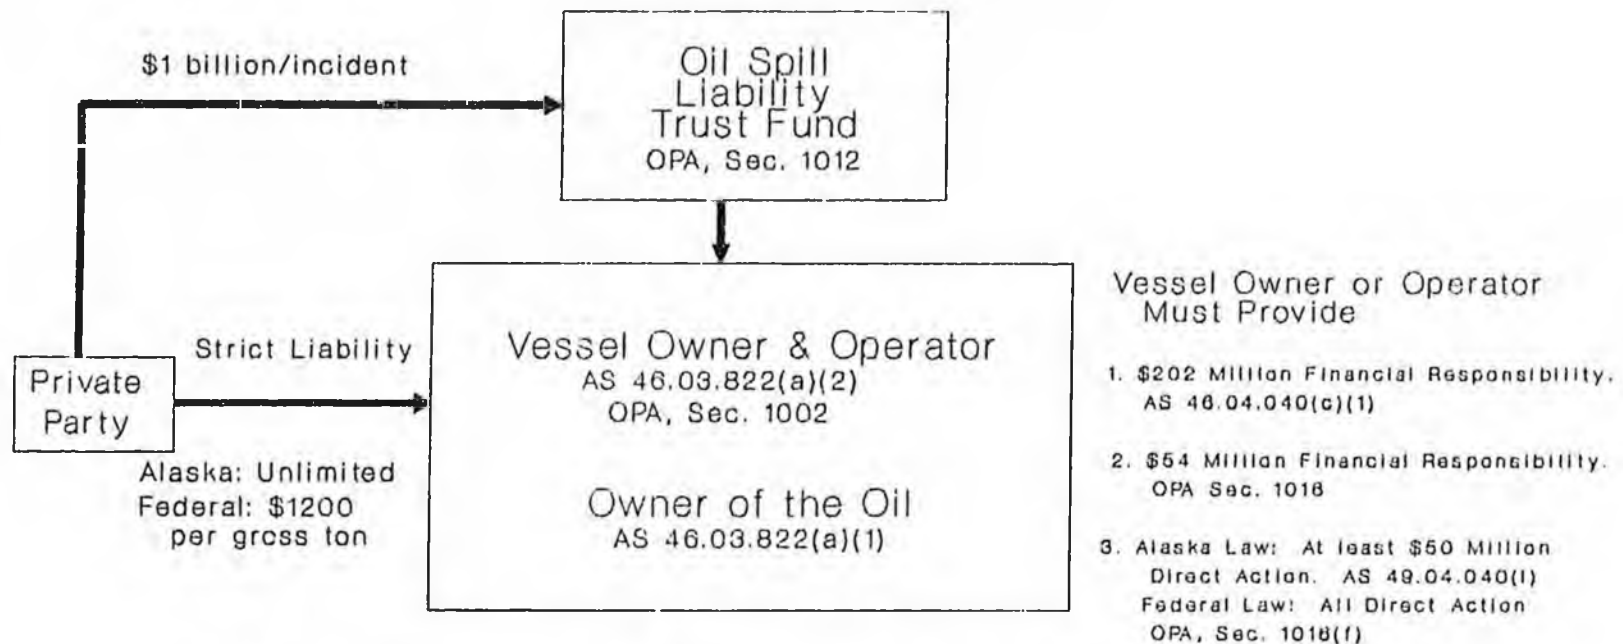 $1 billion/incident
Oil Spill
Liability
Trust Fund
OPA, Sec. 1012
Strict Liability
Private
Party
Alaska: Unlimited
Federal: $1200
per gross ton
Vessel Owner & Operator
AS 46.03.822(a)(2)
OPA, Sec. 1002
Owner of the Oil
AS 46.03.822(a)(1)
Vessel Owner or Operator
Must Provide
1. $202 Million Financial Responsibility.
AS 46.04.040(c)(1)
2. $54 Million Financial Responsibility.
OPA Sec. 1016
3. Alaska Law: At least $50 Million
Direct Action. AS 49.04.040(l)
Federal Law: All Direct Action
OPA, Sec. 1016(f)